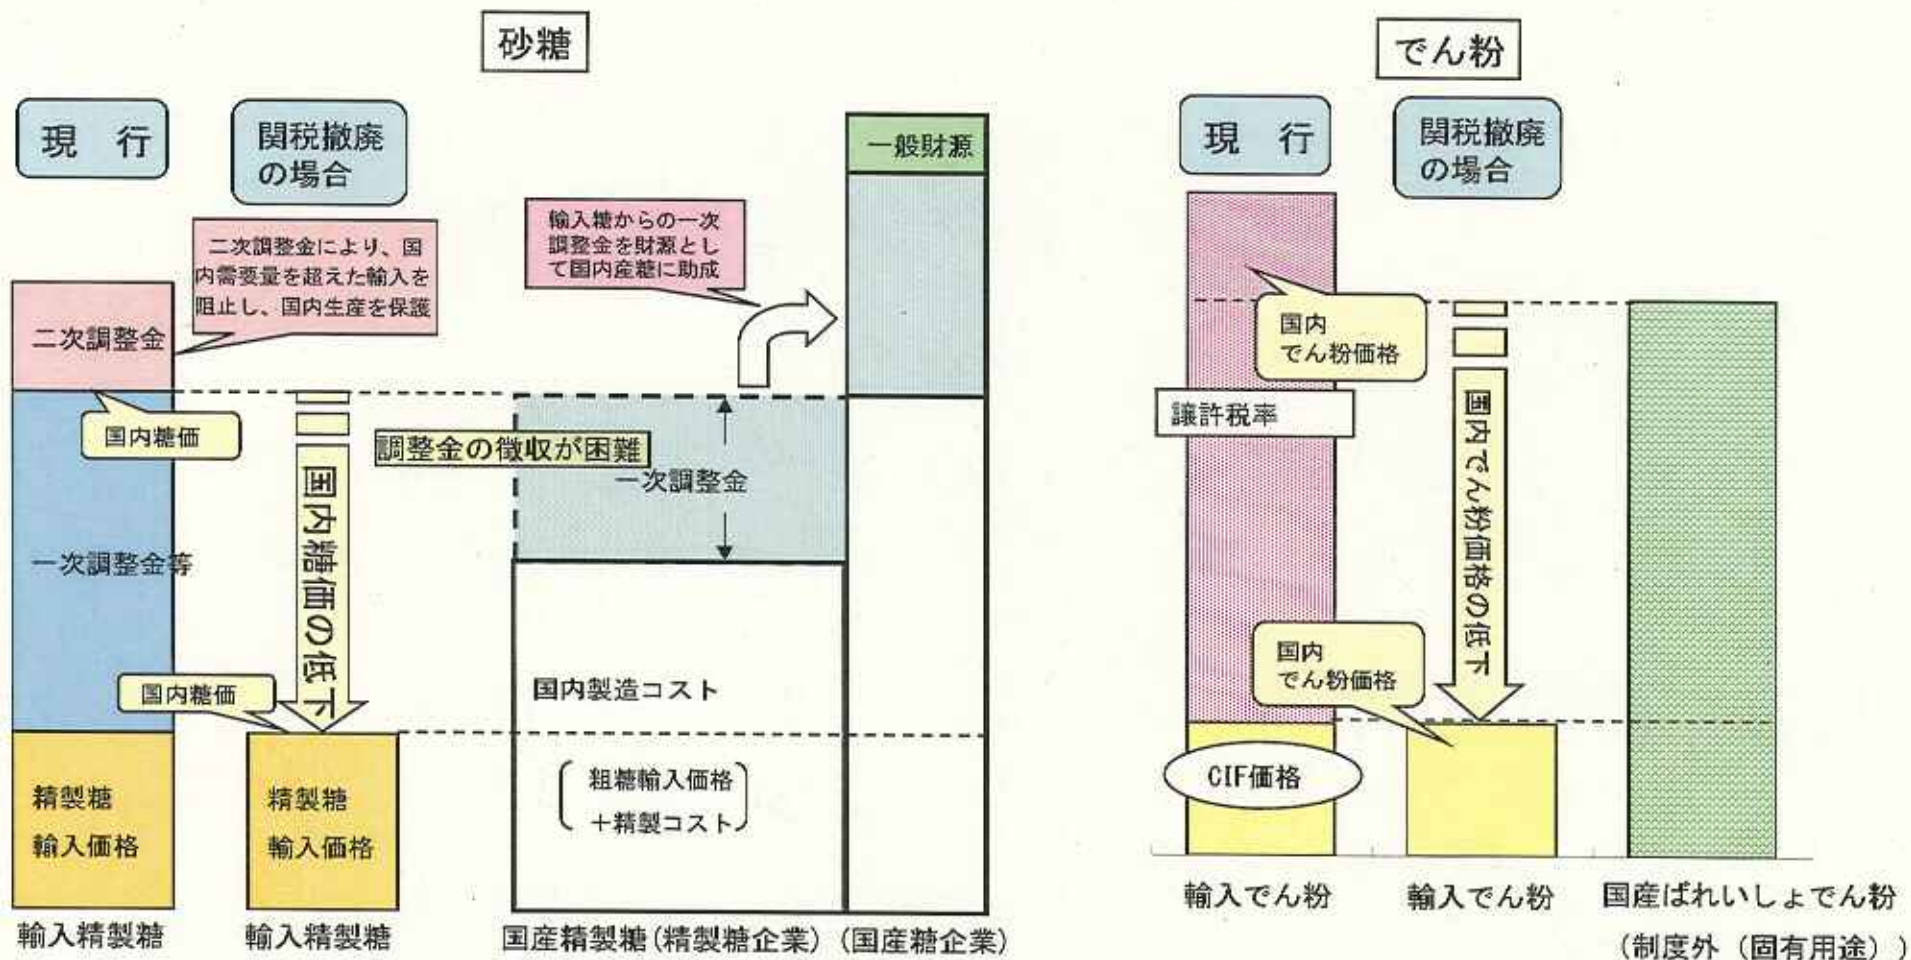 砂糖
現 行
関税撤廃
の場合
一般財源
二次調整金により、国
内需要量を超えた輸入を
阻止し、国内生産を保護
輸入糖からの一次
調整金を財源とし
て国内産糖に助成
二次調整金
国内糖価
調整金の徴収が困難
一次調整金
一次調整金等
国内糖価の低下
国内糖価
国内製造コスト
粗糖輸入価格
+精製コスト
精製糖
輸入価格
精製糖
輸入価格
輸入精製糖
輸入精製糖
国産精製糖(精製糖企業)
(国産糖企業)
でん粉
現 行
関税撤廃
の場合
国内
でん粉価格
譲許税率
国内でん粉価格の低下
国内
でん粉価格
CIF価格
輸入でん粉
輸入でん粉
国産ばれいしょでん粉
(制度外(固有用途))